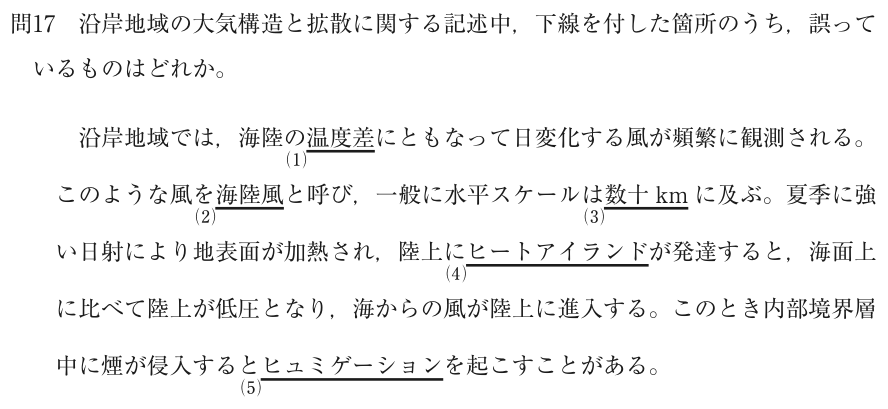 問17　沿岸地域の大気構造と拡散に関する記述中，下線を付した箇所のうち，誤って
いるものはどれか。
沿岸地域では，海陸の温度差にともなって日変化する風が頻繁に観測される。
(1)
このような風を海陸風と呼び，一般に水平スケールは数十 km に及ぶ。夏季に強
(2) (3)
い日射により地表面が加熱され，陸上にヒートアイランドが発達すると，海面上
(4)
に比べて陸上が低圧となり，海からの風が陸上に進入する。このとき内部境界層
中に煙が侵入するとヒュミゲーションを起こすことがある。
(5)